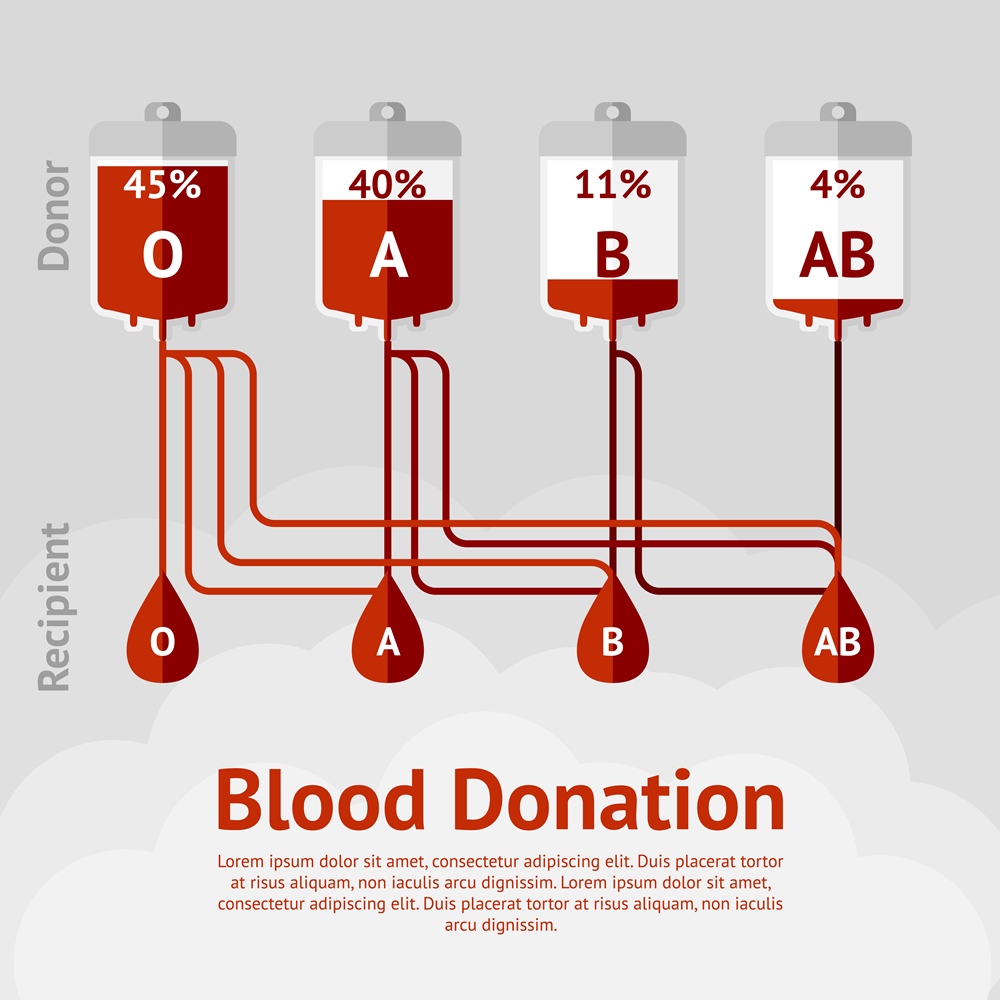 Donor
45%
40%
11%
4%
O
A
B
AB
Recipient
O
A
B
AB
Blood Donation
Lorem ipsum dolor sit amet, consectetur adipiscing elit. Duis placerat tortor
at risus aliquam, non iaculis arcu dignissim. Lorem ipsum dolor sit amet,
consectetur adipiscing elit. Duis placerat tortor at risus aliquam, non iaculis
arcu dignissim.